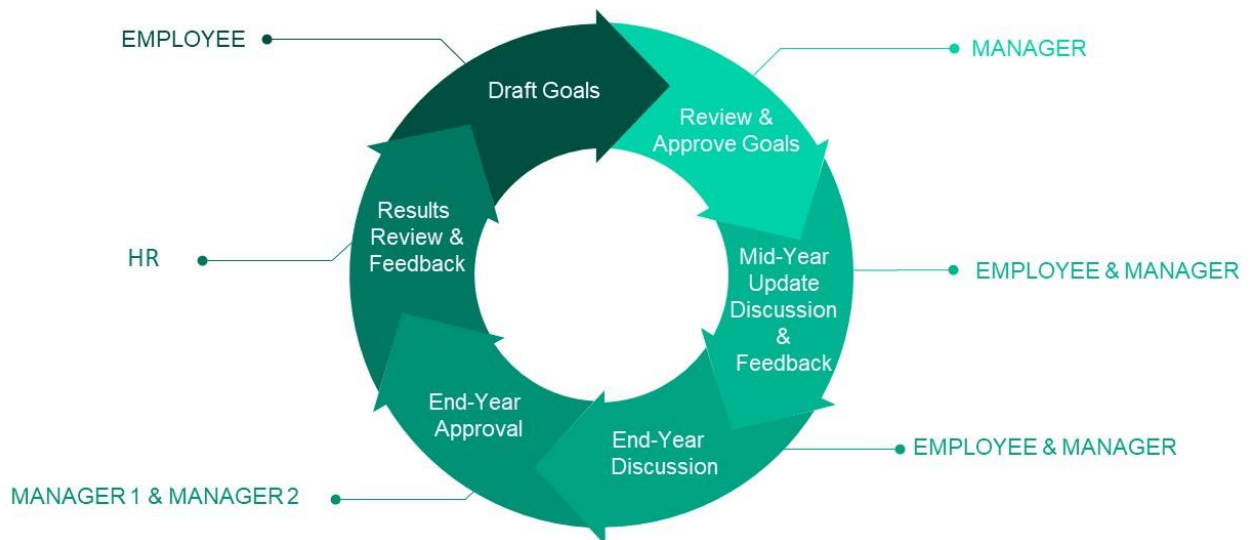 EMPLOYEE
Draft Goals
MANAGER
Review &
Approve Goals
EMPLOYEE & MANAGER
Mid-Year
Update
Discussion
&
Feedback
EMPLOYEE & MANAGER
End-Year
Discussion
MANAGER 1 & MANAGER 2
End-Year
Approval
HR
Results
Review &
Feedback